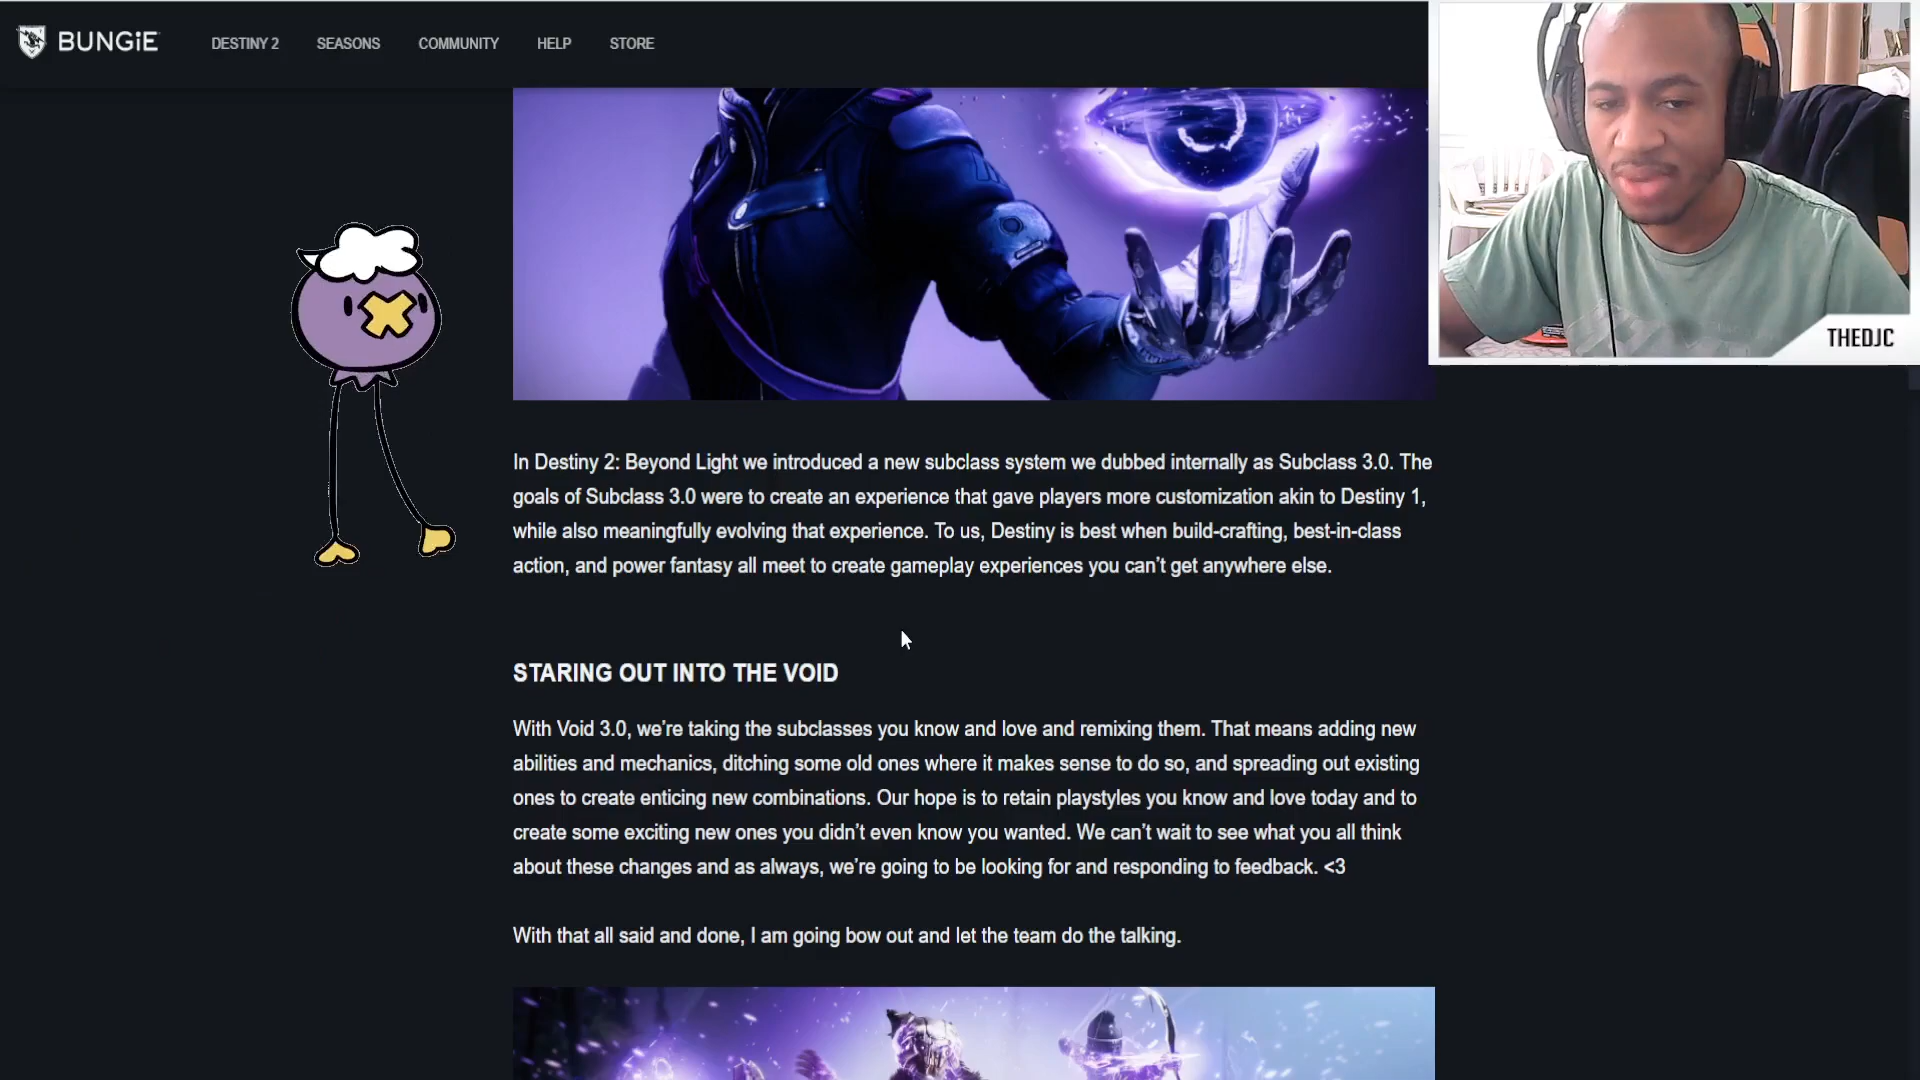 BUNGiE
DESTINY 2 SEASONS COMMUNITY HELP STORE
THEDJC
In Destiny 2: Beyond Light we introduced a new subclass system we dubbed internally as Subclass 3.0. The
goals of Subclass 3.0 were to create an experience that gave players more customization akin to Destiny 1,
while also meaningfully evolving that experience. To us, Destiny is best when build-crafting, best-in-class
action, and power fantasy all meet to create gameplay experiences you can’t get anywhere else.
STARING OUT INTO THE VOID
With Void 3.0, we’re taking the subclasses you know and love and remixing them. That means adding new
abilities and mechanics, ditching some old ones where it makes sense to do so, and spreading out existing
ones to create enticing new combinations. Our hope is to retain playstyles you know and love today and to
create some exciting new ones you didn’t even know you wanted. We can’t wait to see what you all think
about these changes and as always, we’re going to be looking for and responding to feedback. <3
With that all said and done, I am going bow out and let the team do the talking.